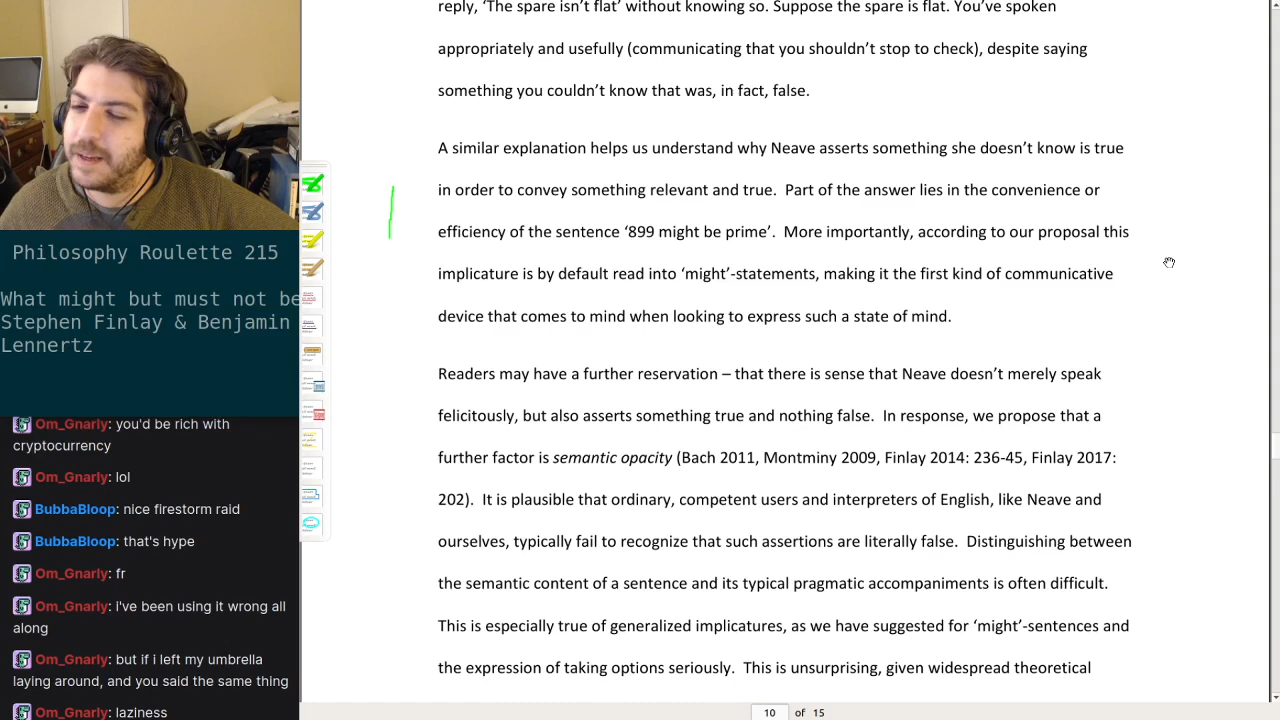 reply, ‘The spare isn’t flat’ without knowing so. Suppose the spare is flat. You’ve spoken
appropriately and usefully (communicating that you shouldn’t stop to check), despite saying
something you couldn’t know that was, in fact, false.
A similar explanation helps us understand why Neave asserts something she doesn’t know is true
in order to convey something relevant and true.  Part of the answer lies in the convenience or
efficiency of the sentence ‘899 might be prime’.  More importantly, according to our proposal this
implicature is by default read into ‘might’-statements, making it the first kind of communicative
device that comes to mind when looking to express such a state of mind.
Readers may have a further reservation – that there is sense that Neave doesn’t merely speak
feliticously, but also asserts something true and nothing false.  In response, we propose that a
further factor is semantic opacity (Bach 2011, Montminy 2009, Finlay 2014: 236-42, Finlay 2017:
202).  It is plausible that ordinary, competent users and interpreters of English, like Neave and
ourselves, typically fail to recognize that such assertions are literally false.  Distinguishing between
the semantic content of a sentence and its typical pragmatic accompaniments is often difficult.
This is especially true of generalized implicatures, as we have suggested for ‘might’-sentences and
the expression of taking options seriously.  This is unsurprising, given widespread theoretical
10 of 15
Philosophy Roulette 215
What might but must not be
Stephen Finlay & Benjamin
Lennertz
Om_Gnarly: you'd be rich with
cryptocurrency
Om_Gnarly: lol
BubbaBloop: nice firestorm raid
BubbaBloop: that's hype
Om_Gnarly: fr
Om_Gnarly: i've been using it wrong all
along
Om_Gnarly: but if i left my umbrella
laying around, and you said the same thing
Om_Gnarly: laziness